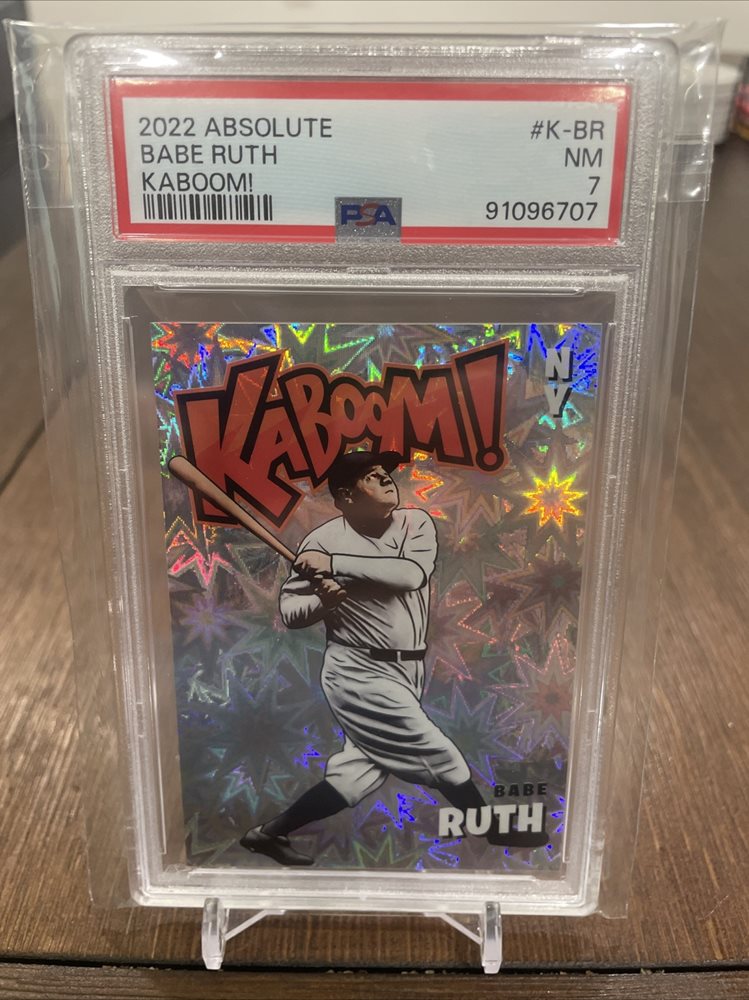 2022 ABSOLUTE #K-BR
BABE RUTH NM
KABOOM! 7
PSA 91096707
KABOOM!
NY
BABE
RUTH